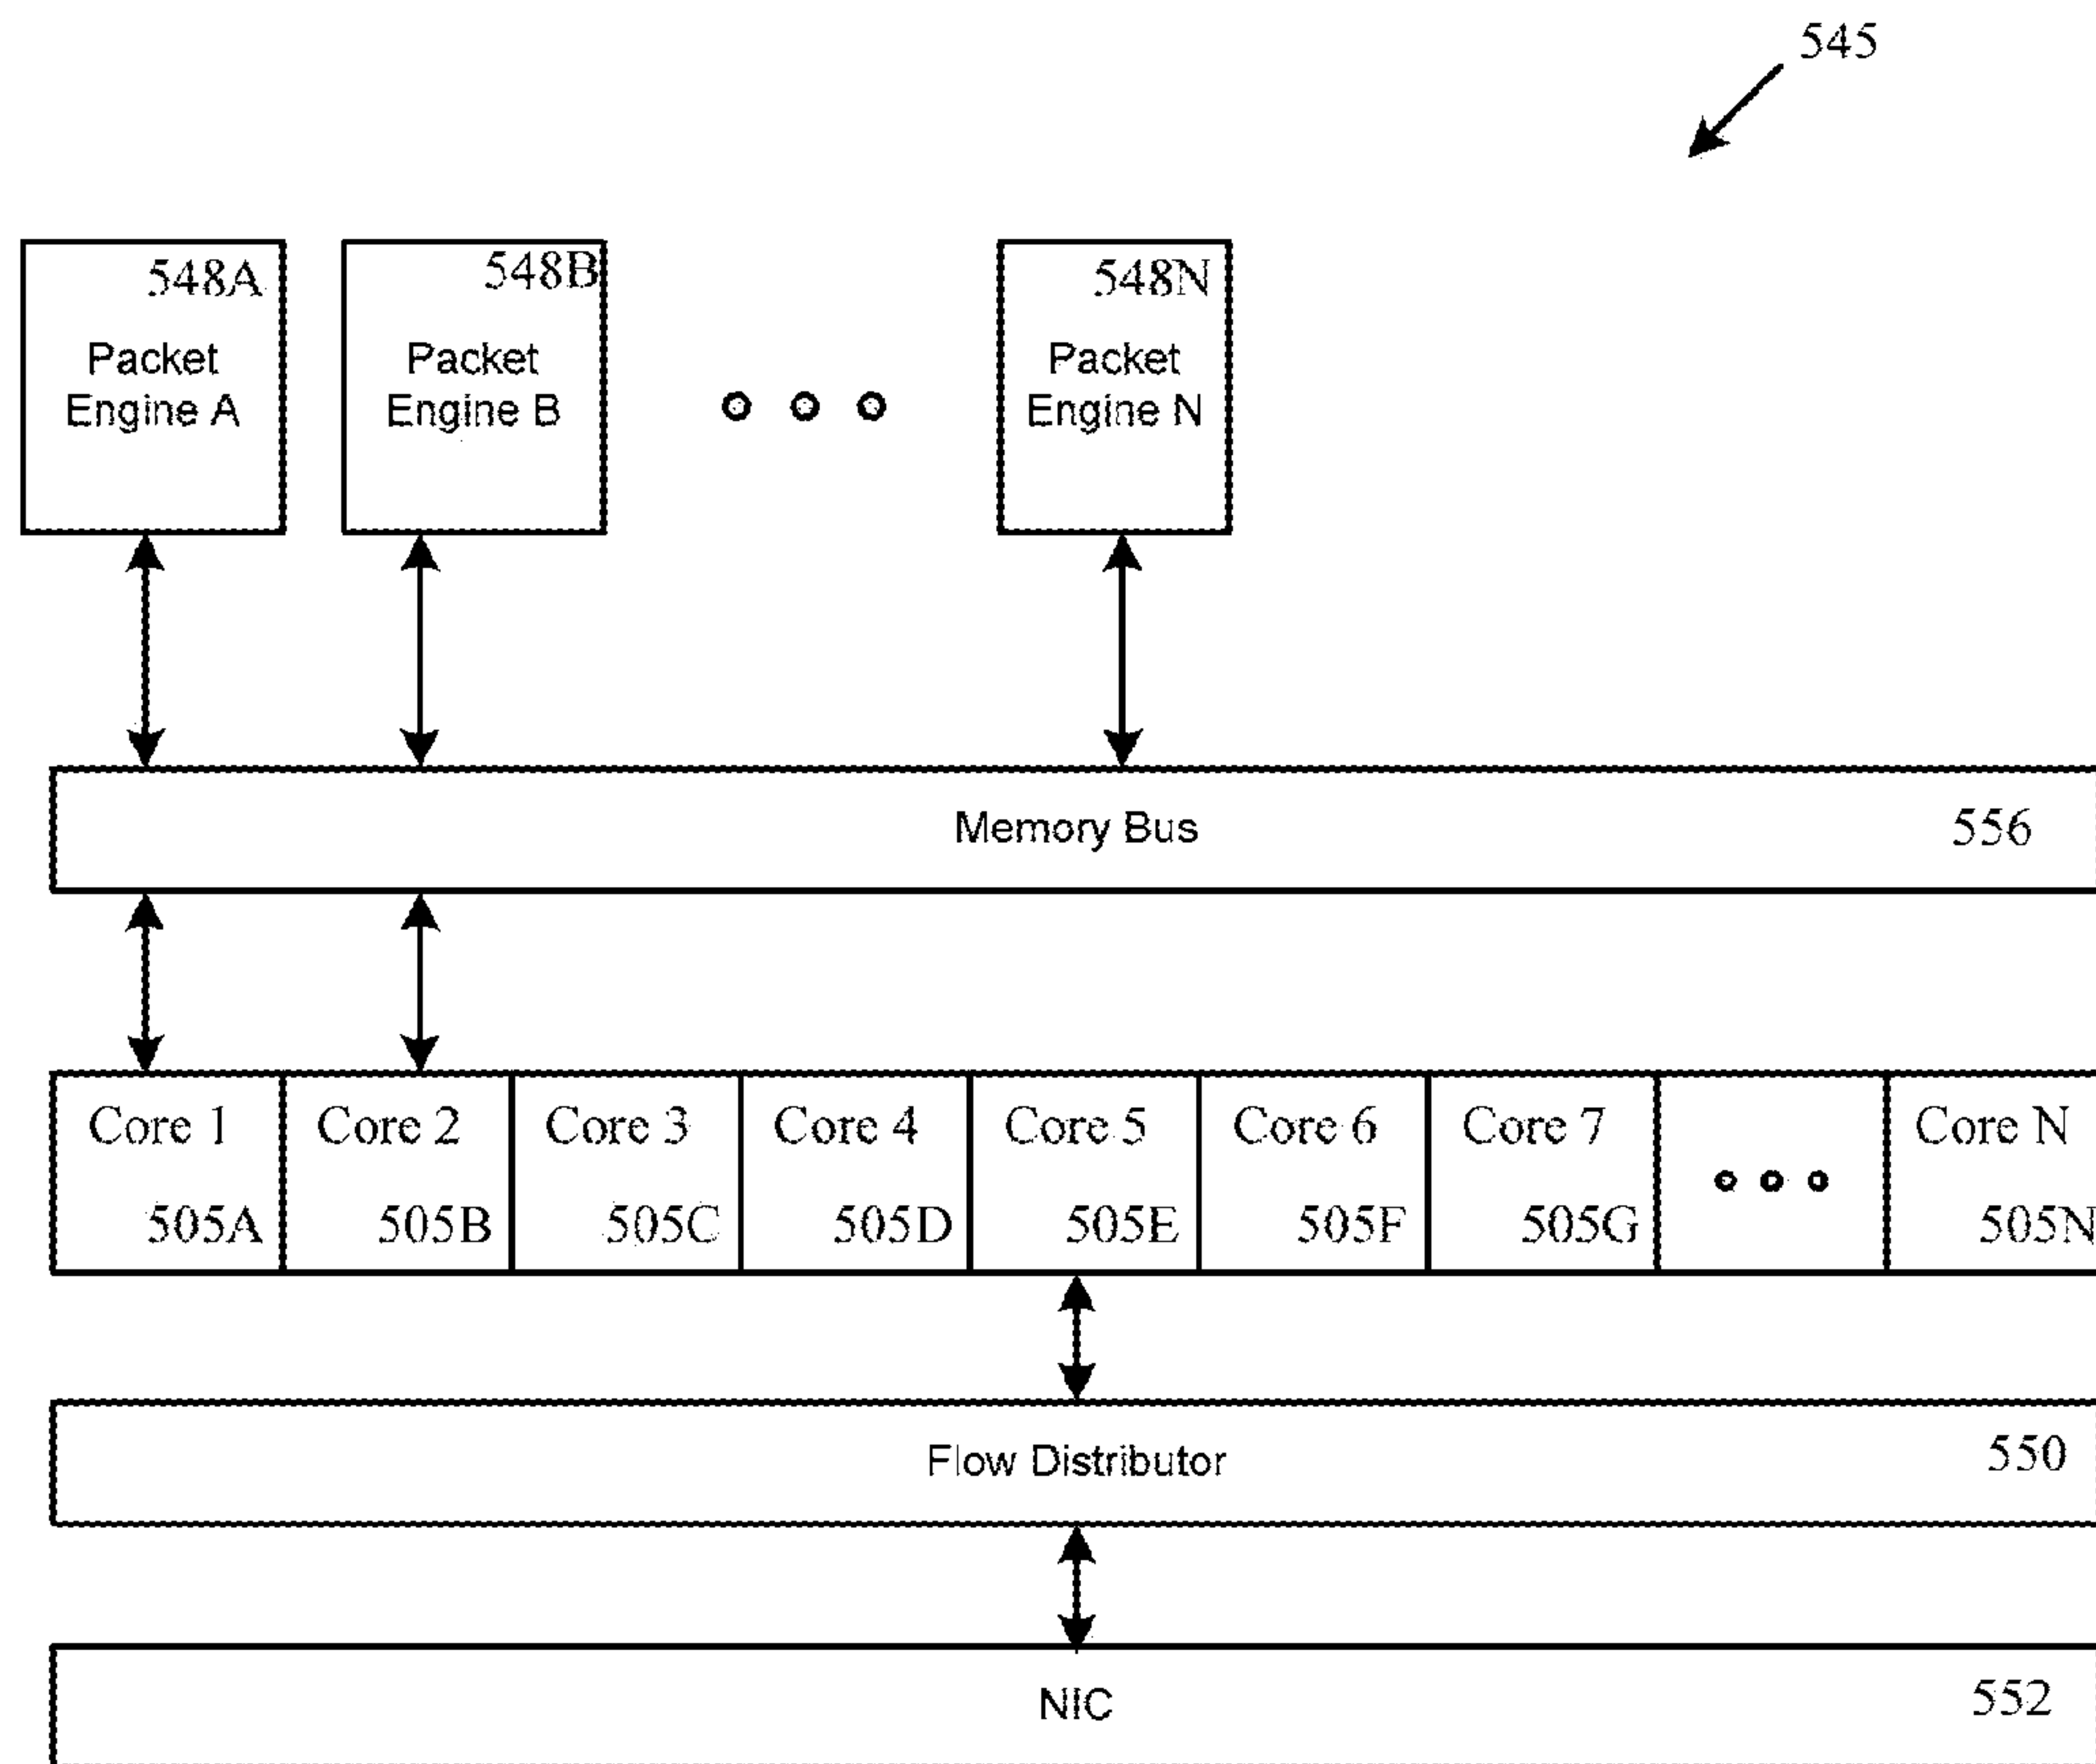 545
548A
548B
548N
Packet Engine A
Packet Engine B
Packet Engine N
Memory Bus
556
Core 1
Core 2
Core 3
Core 4
Core 5
Core 6
Core 7
Core N
505A
505B
505C
505D
505E
505F
505G
505N
Flow Distributor
550
NIC
552